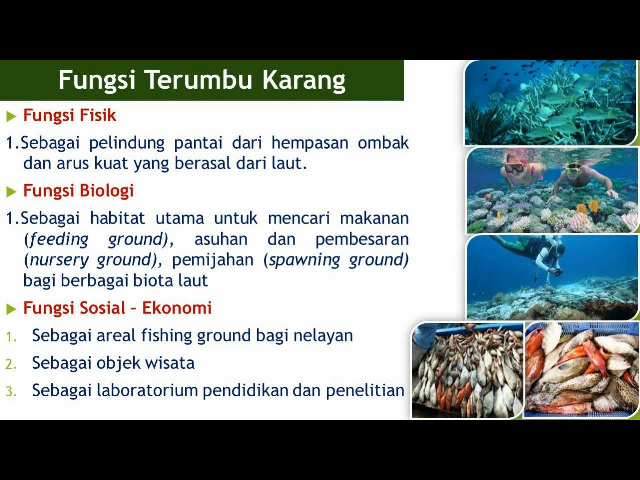 Fungsi Terumbu Karang
Fungsi Fisik
1.Sebagai pelindung pantai dari hempasan ombak
dan arus kuat yang berasal dari laut.
Fungsi Biologi
1.Sebagai habitat utama untuk mencari makanan
(feeding ground), asuhan dan pembesaran
(nursery ground), pemijahan (spawning ground)
bagi berbagai biota laut
Fungsi Sosial – Ekonomi
1. Sebagai areal fishing ground bagi nelayan
2. Sebagai objek wisata
3. Sebagai laboratorium pendidikan dan penelitian